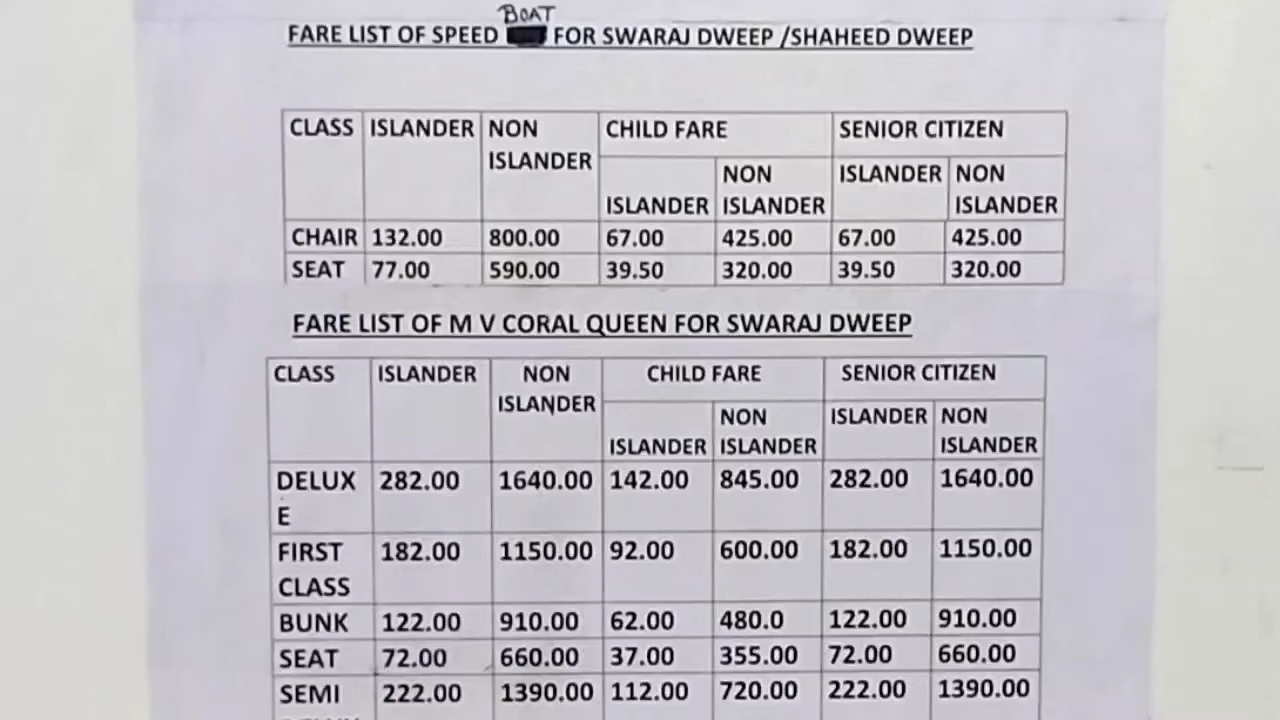 BOAT
FARE LIST OF SPEED FOR SWARAJ DWEEP /SHAHEED DWEEP
CLASS ISLANDER NON ISLANDER CHILD FARE SENIOR CITIZEN
ISLANDER NON ISLANDER ISLANDER NON ISLANDER
CHAIR 132.00 800.00 67.00 425.00 67.00 425.00
SEAT 77.00 590.00 39.50 320.00 39.50 320.00
FARE LIST OF M V CORAL QUEEN FOR SWARAJ DWEEP
CLASS ISLANDER NON ISLANDER CHILD FARE SENIOR CITIZEN
ISLANDER NON ISLANDER ISLANDER NON ISLANDER
DELUX E 282.00 1640.00 142.00 845.00 282.00 1640.00
FIRST CLASS 182.00 1150.00 92.00 600.00 182.00 1150.00
BUNK 122.00 910.00 62.00 480.0 122.00 910.00
SEAT 72.00 660.00 37.00 355.00 72.00 660.00
SEMI 222.00 1390.00 112.00 720.00 222.00 1390.00